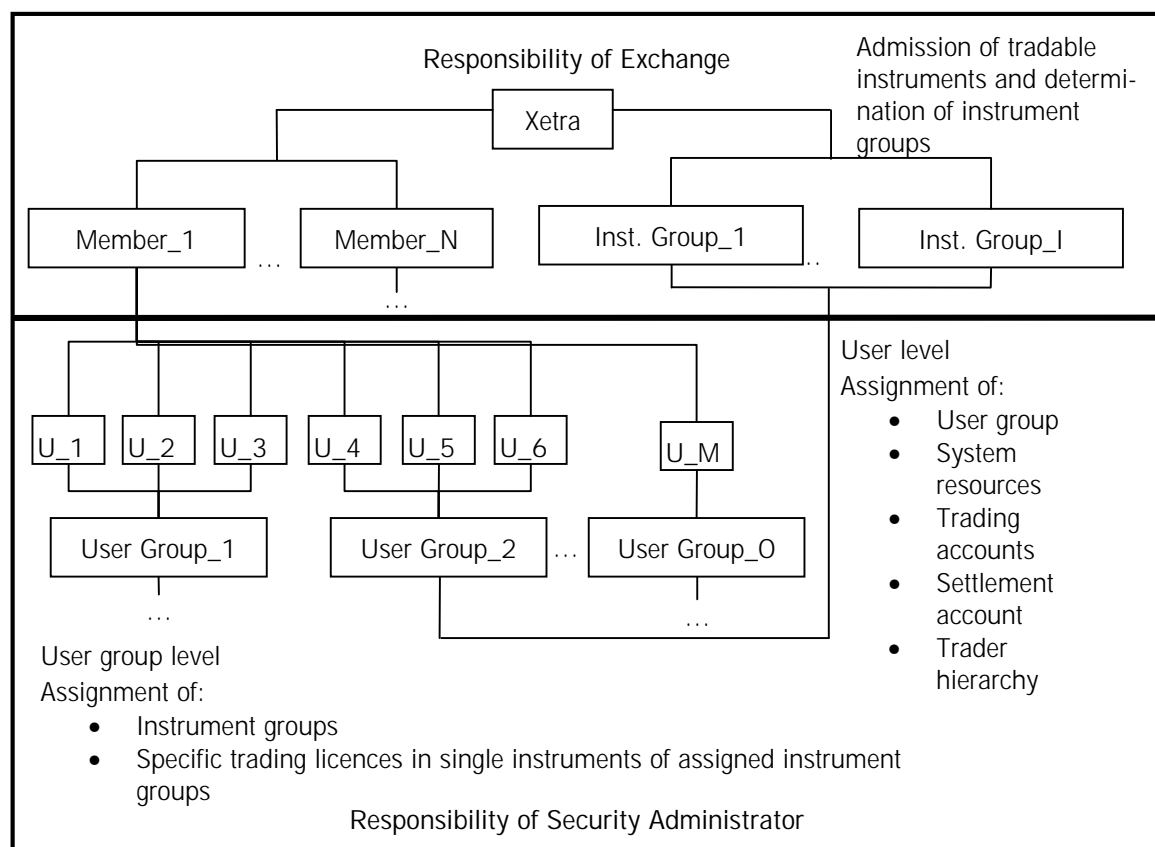 Responsibility of Exchange
Admission of tradable
instruments and determi-
nation of instrument
groups
Xetra
Member_1
...
Member_N
...
Inst. Group_1
..
Inst. Group_I
User level
Assignment of:
• User group
• System
resources
• Trading
accounts
• Settlement
account
• Trader
hierarchy
U_1
U_2
U_3
U_4
U_5
U_6
U_M
User Group_1
...
User Group_2
...
User Group_O
...
User group level
Assignment of:
• Instrument groups
• Specific trading licences in single instruments of assigned instrument
groups
Responsibility of Security Administrator